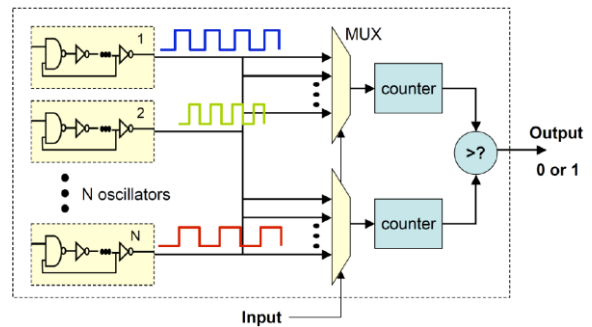 1
MUX
2
counter
N oscillators
>?
Output
0 or 1
N
counter
Input